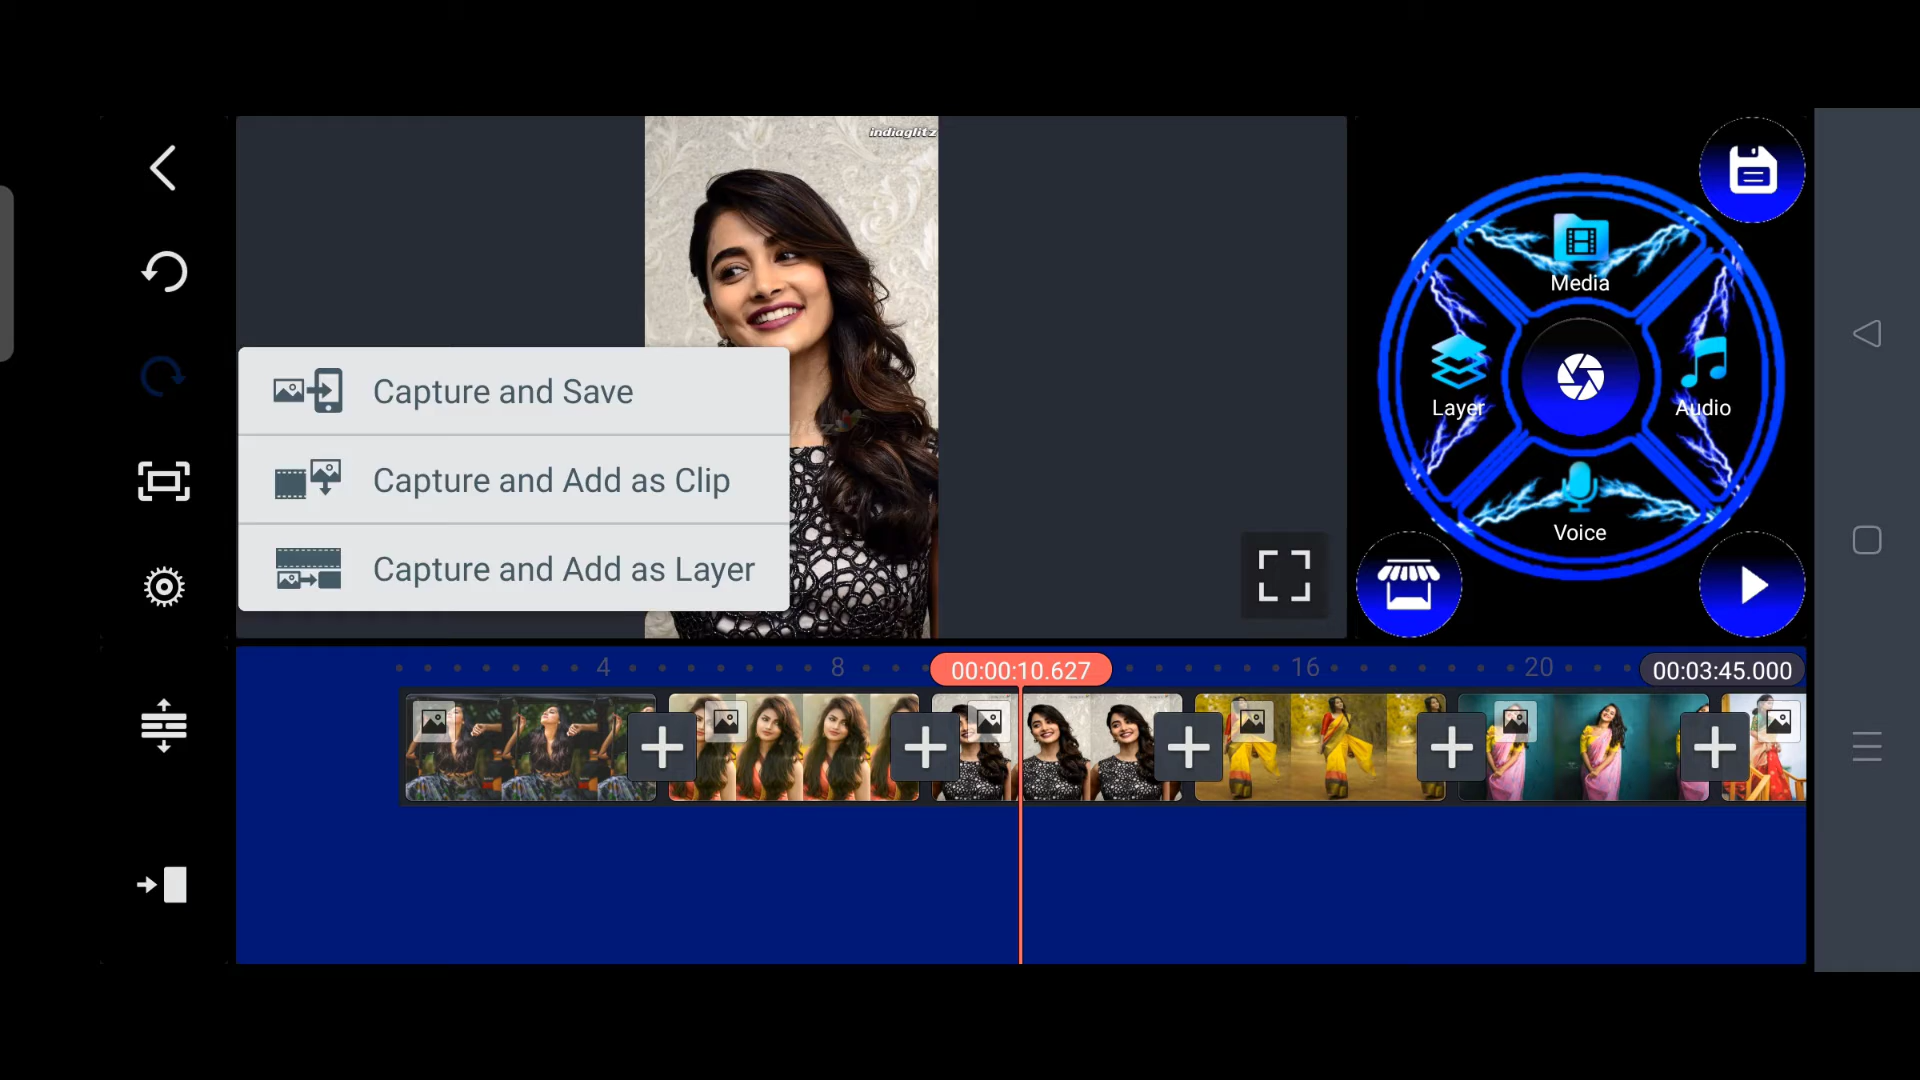 indiaglitz
Media
Layer
Audio
Voice
Capture and Save
Capture and Add as Clip
Capture and Add as Layer
4
8
00:00:10.627
16
20
00:03:45.000